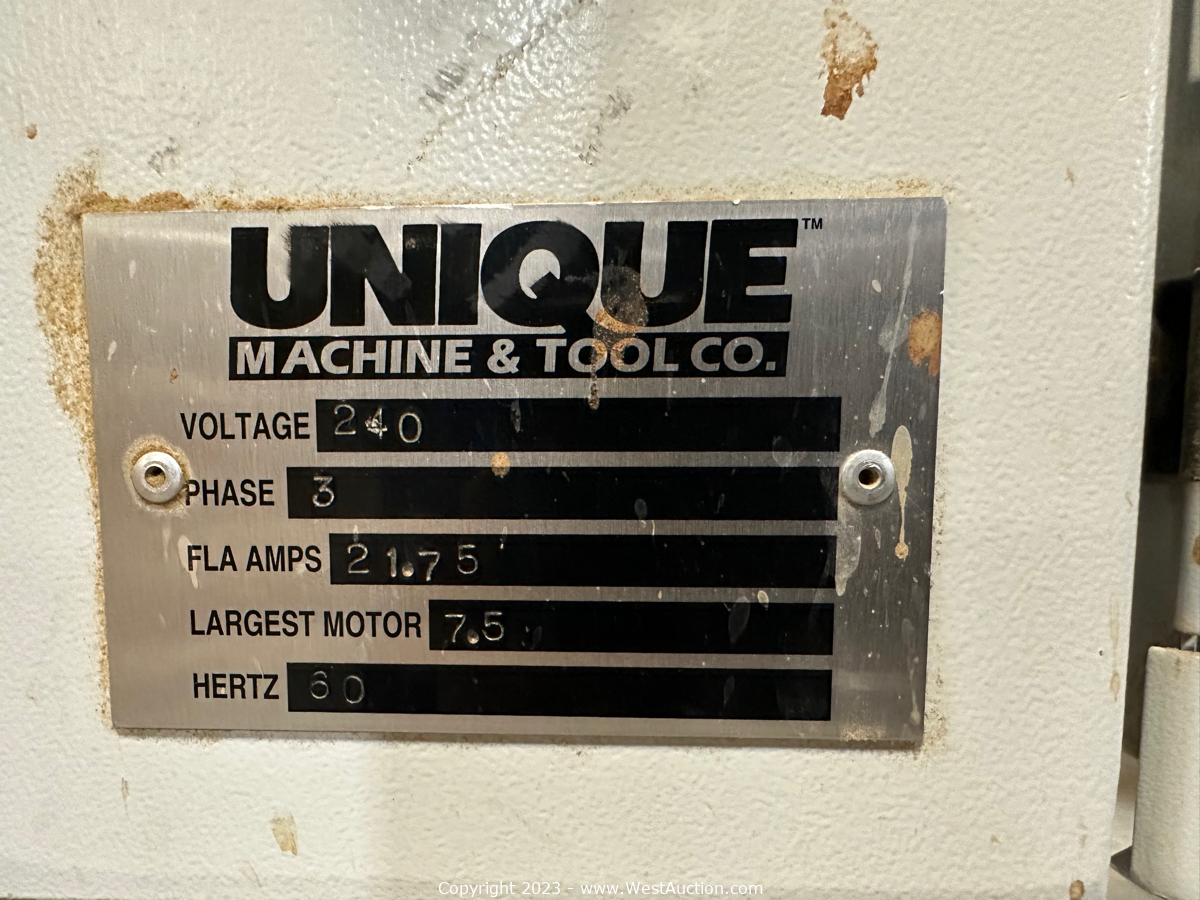 UNIQUE™
MACHINE & TOOL CO.
VOLTAGE 240
PHASE 3
FLA AMPS 21.75
LARGEST MOTOR 7.5
HERTZ 60
Copyright 2023 - www.WestAuction.com